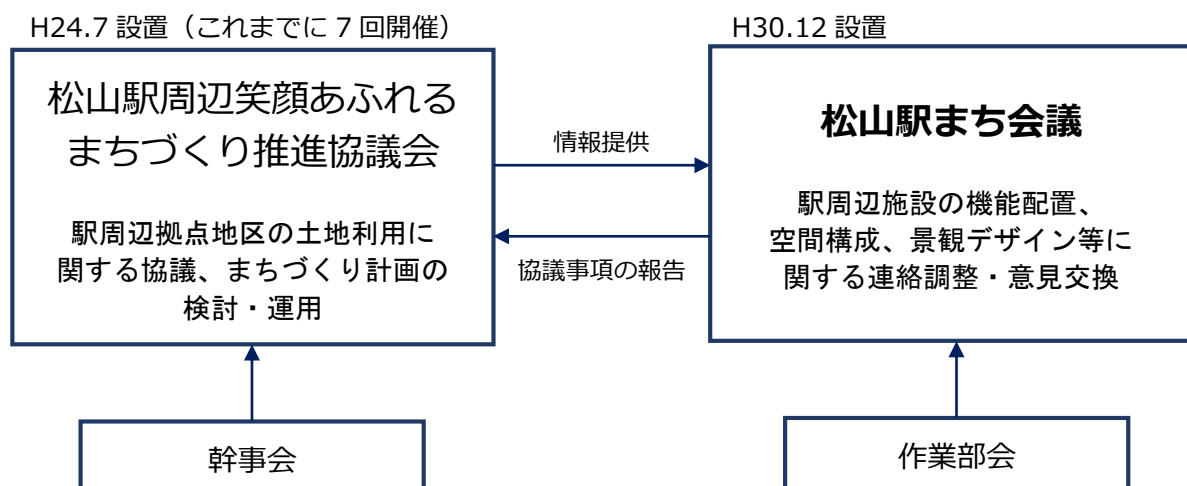 H24.7 設置（これまでに 7 回開催）
松山駅周辺笑顔あふれる
まちづくり推進協議会
駅周辺拠点地区の土地利用に
関する協議、まちづくり計画の
検討・運用
幹事会
情報提供
協議事項の報告
H30.12 設置
松山駅まち会議
駅周辺施設の機能配置、
空間構成、景観デザイン等に
関する連絡調整・意見交換
作業部会